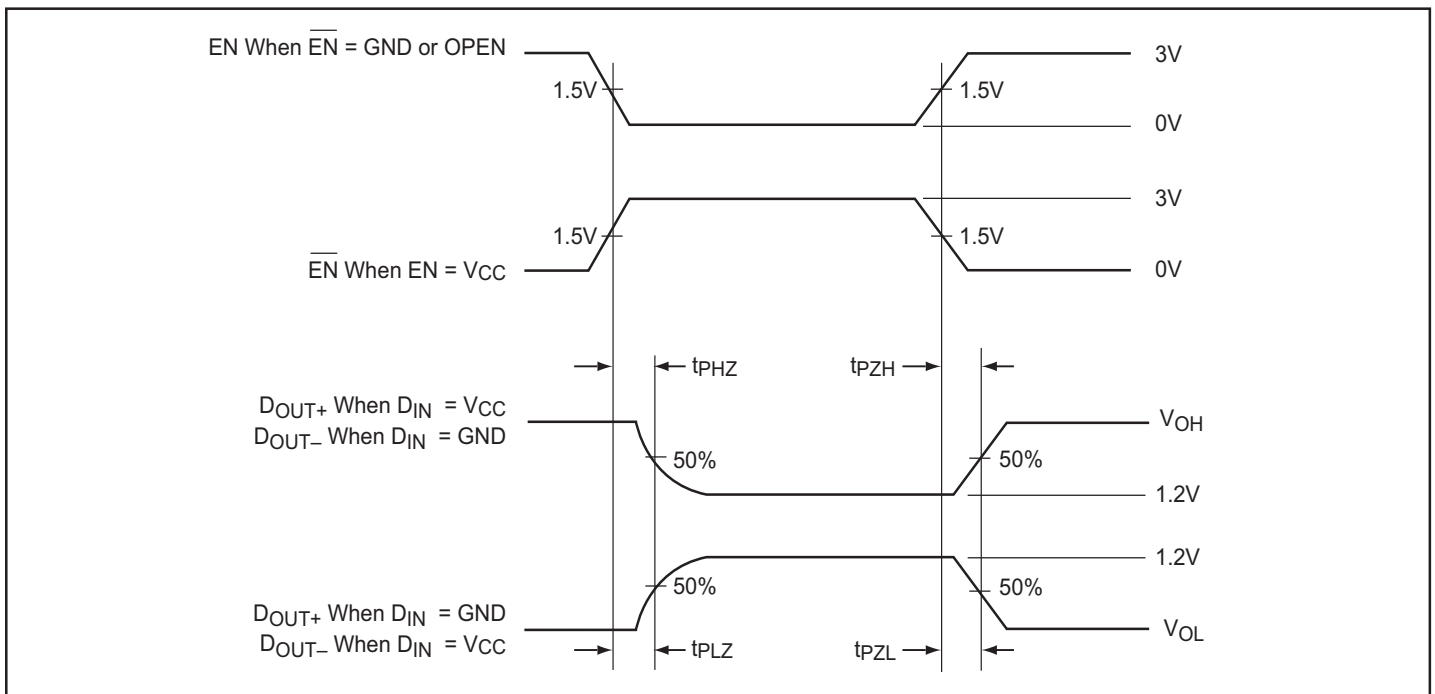 EN When E̅N̅ = GND or OPEN
3V
1.5V
1.5V
0V
3V
1.5V
1.5V
E̅N̅ When EN = VCC
0V
tPHZ
tPZH
DOUT+ When DIN = VCC
DOUT– When DIN = GND
VOH
50%
50%
1.2V
1.2V
50%
50%
DOUT+ When DIN = GND
DOUT– When DIN = VCC
VOL
tPLZ
tPZL